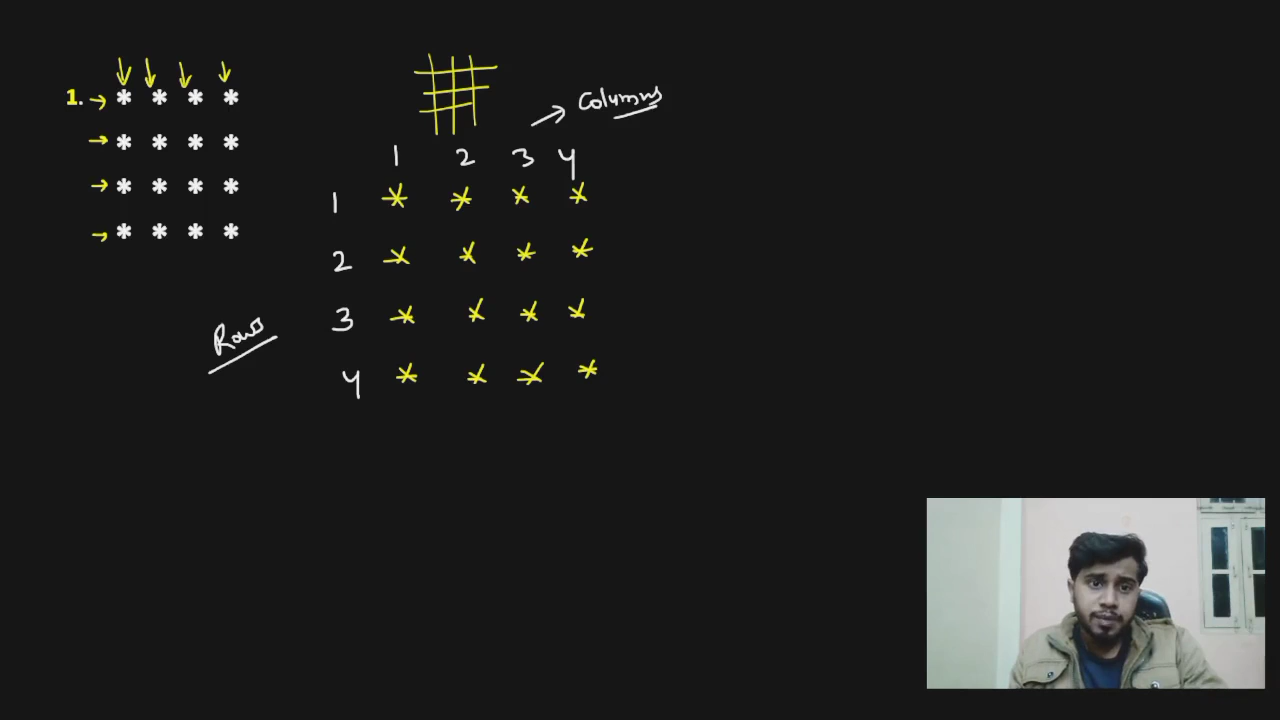 1. * * * *
* * * *
* * * *
* * * *
Columns
1 2 3 4
1 * * * *
2 * * * *
3 * * * *
Rows
4 * * * *